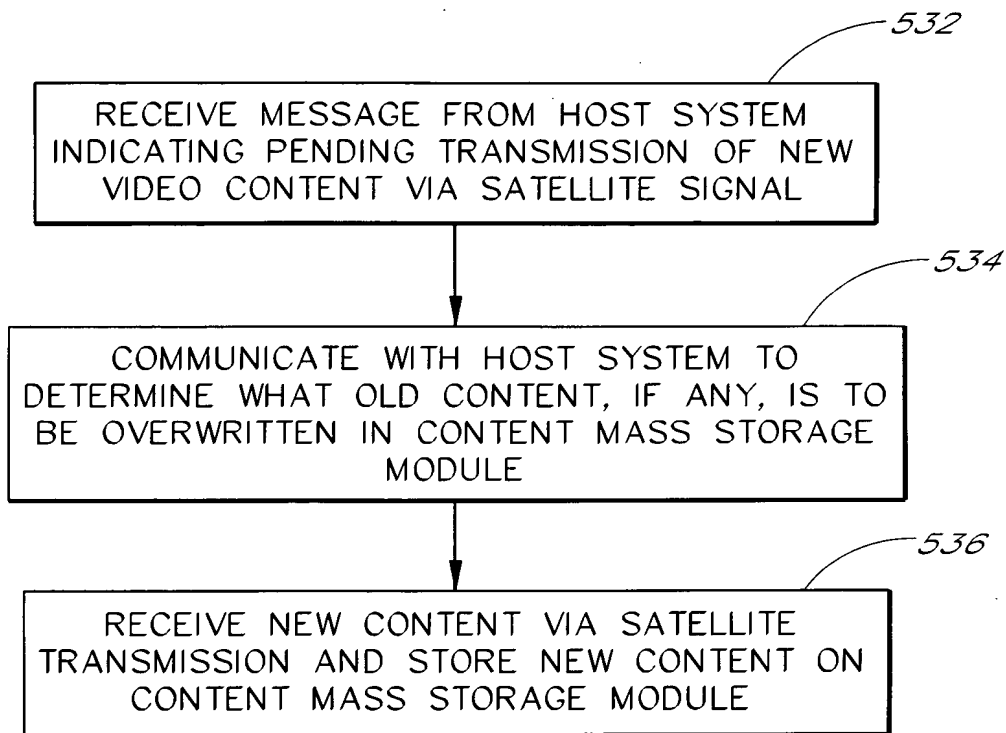 532
RECEIVE MESSAGE FROM HOST SYSTEM
INDICATING PENDING TRANSMISSION OF NEW
VIDEO CONTENT VIA SATELLITE SIGNAL
534
COMMUNICATE WITH HOST SYSTEM TO
DETERMINE WHAT OLD CONTENT, IF ANY, IS TO
BE OVERWRITTEN IN CONTENT MASS STORAGE
MODULE
536
RECEIVE NEW CONTENT VIA SATELLITE
TRANSMISSION AND STORE NEW CONTENT ON
CONTENT MASS STORAGE MODULE